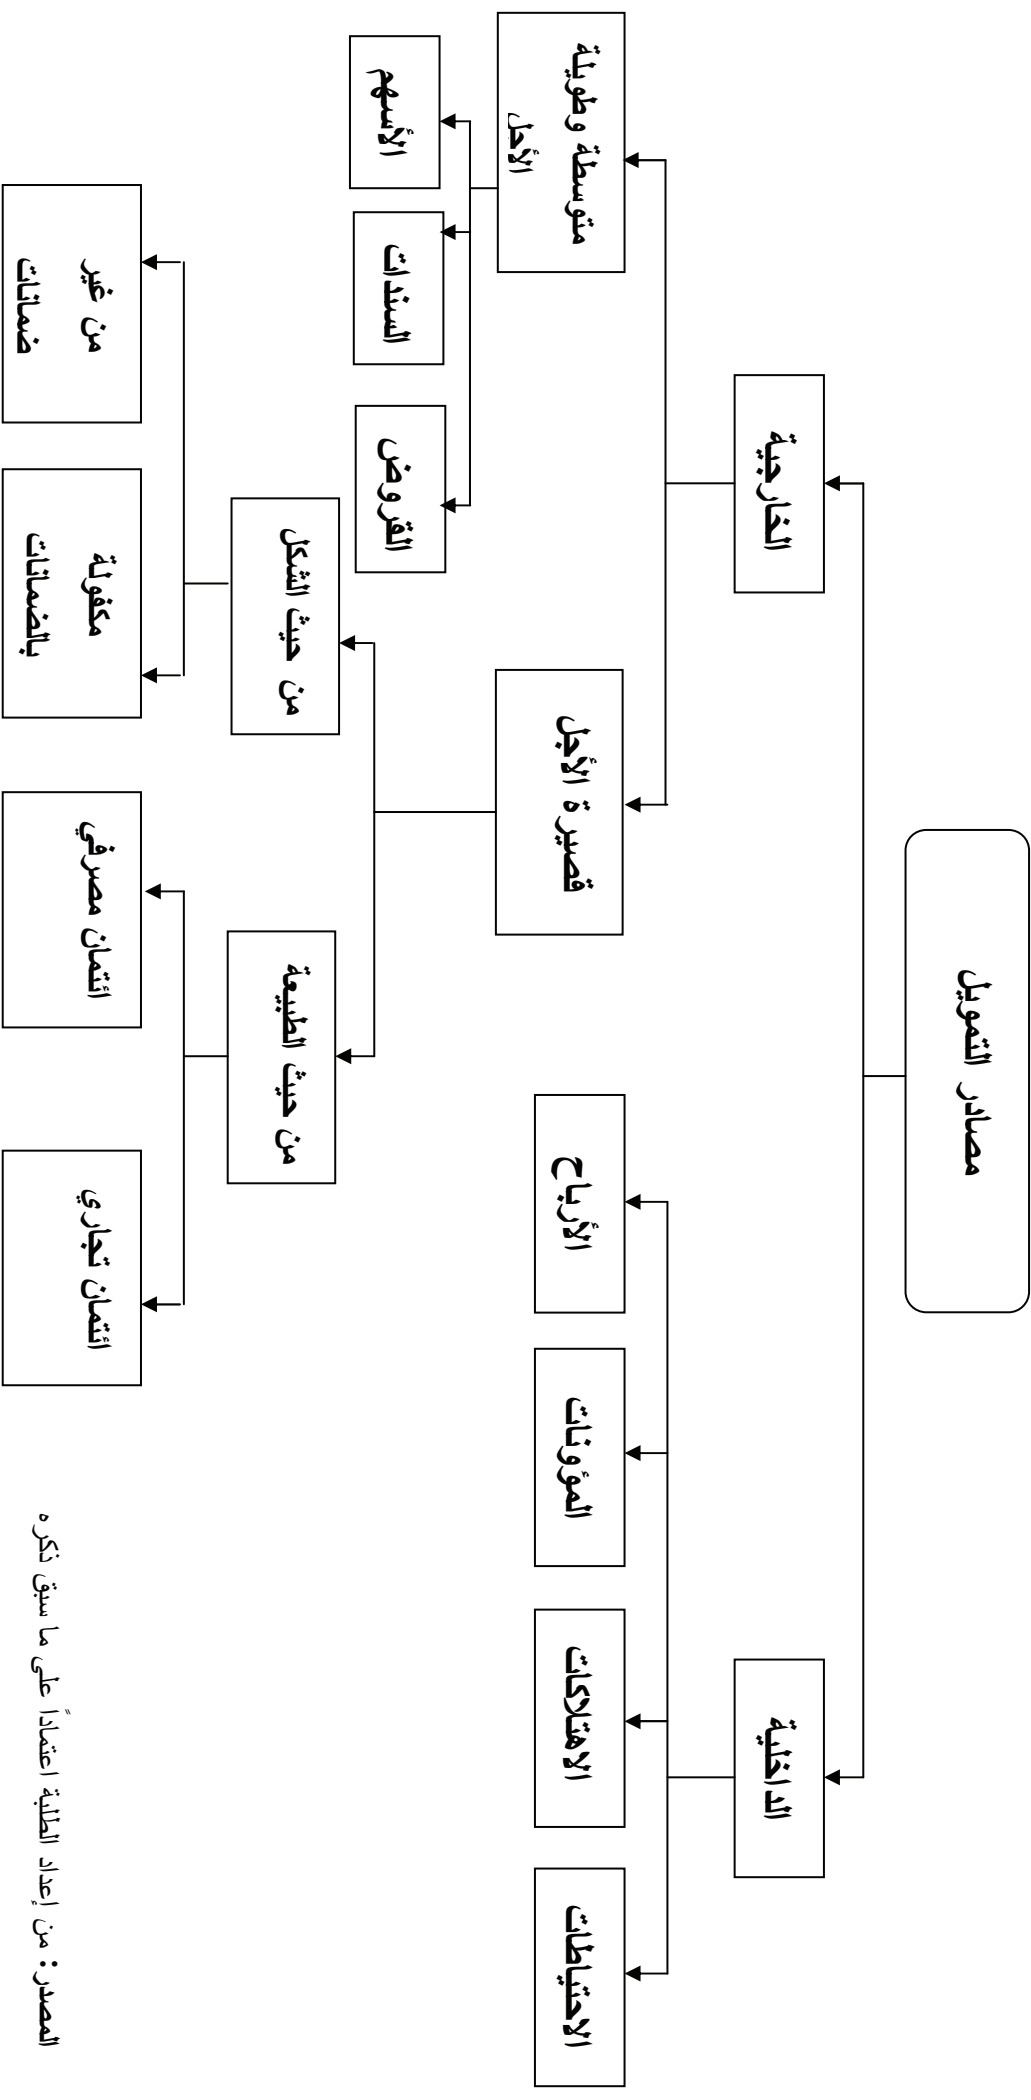 مصادر التمويل
الداخلية
الخارجية
الاحتياطات
الاهتلاكات
المؤونات
الأرباح
قصيرة الأجل
متوسطة وطويلة
الأجل
القروض
السندات
الأسهم
من حيث الطبيعة
من حيث الشكل
ائتمان تجاري
ائتمان مصرفي
مكفولة
بالضمانات
من غير
ضمانات
المصدر: من إعداد الطلبة اعتماداً على ما سبق ذكره